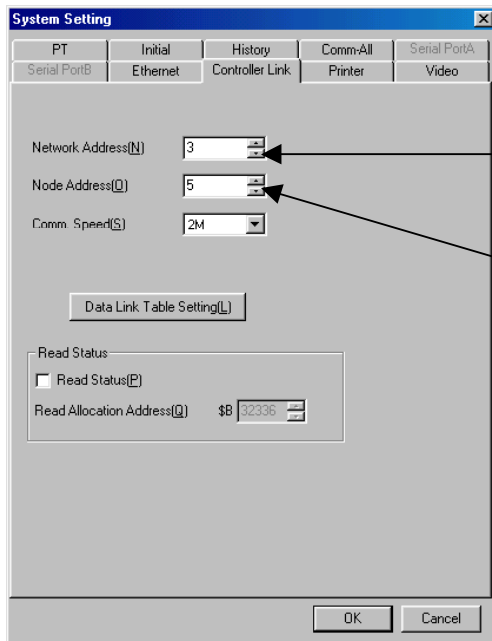 System Setting
PT Initial History Comm-All Serial PortA
Serial PortB Ethernet Controller Link Printer Video
Network Address(N) 3
Node Address(O) 5
Comm. Speed(S) 2M
Data Link Table Setting(L)
Read Status
Read Status(P)
Read Allocation Address(Q) $B 32336
OK Cancel